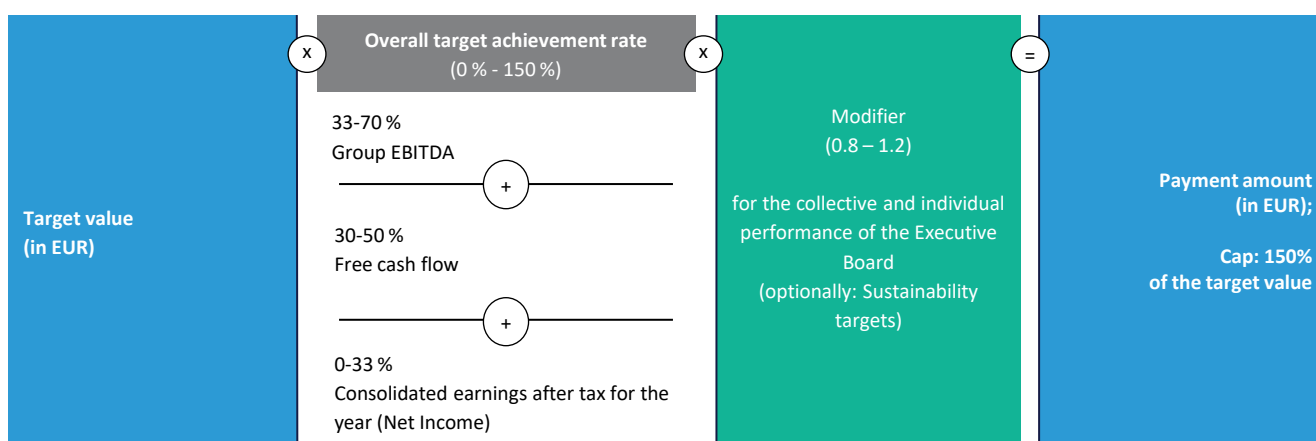 Target value
(in EUR)
x
Overall target achievement rate
(0 % - 150 %)
33-70 %
Group EBITDA
+
30-50 %
Free cash flow
+
0-33 %
Consolidated earnings after tax for the
year (Net Income)
x
Modifier
(0.8 – 1.2)
for the collective and individual
performance of the Executive
Board
(optionally: Sustainability
targets)
=
Payment amount
(in EUR);
Cap: 150%
of the target value